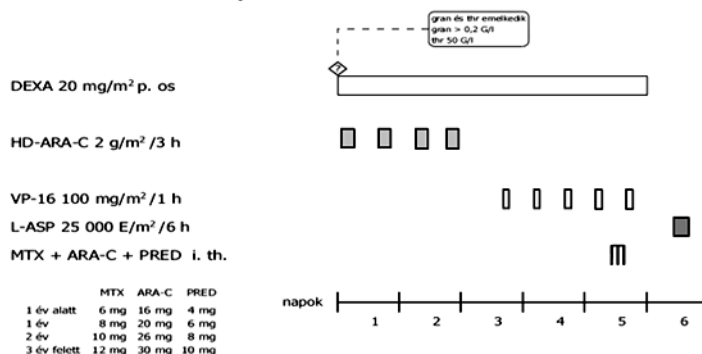 gran és thr emelkedik
gran > 0,2 G/l
thr 50 G/l
?
DEXA 20 mg/m² p. os
HD-ARA-C 2 g/m² /3 h
VP-16 100 mg/m² /1 h
L-ASP 25 000 E/m² /6 h
MTX + ARA-C + PRED i. th.
napok
1 2 3 4 5 6
MTX ARA-C PRED
1 év alatt 6 mg 16 mg 4 mg
1 év 8 mg 20 mg 6 mg
2 év 10 mg 26 mg 8 mg
3 év felett 12 mg 30 mg 10 mg